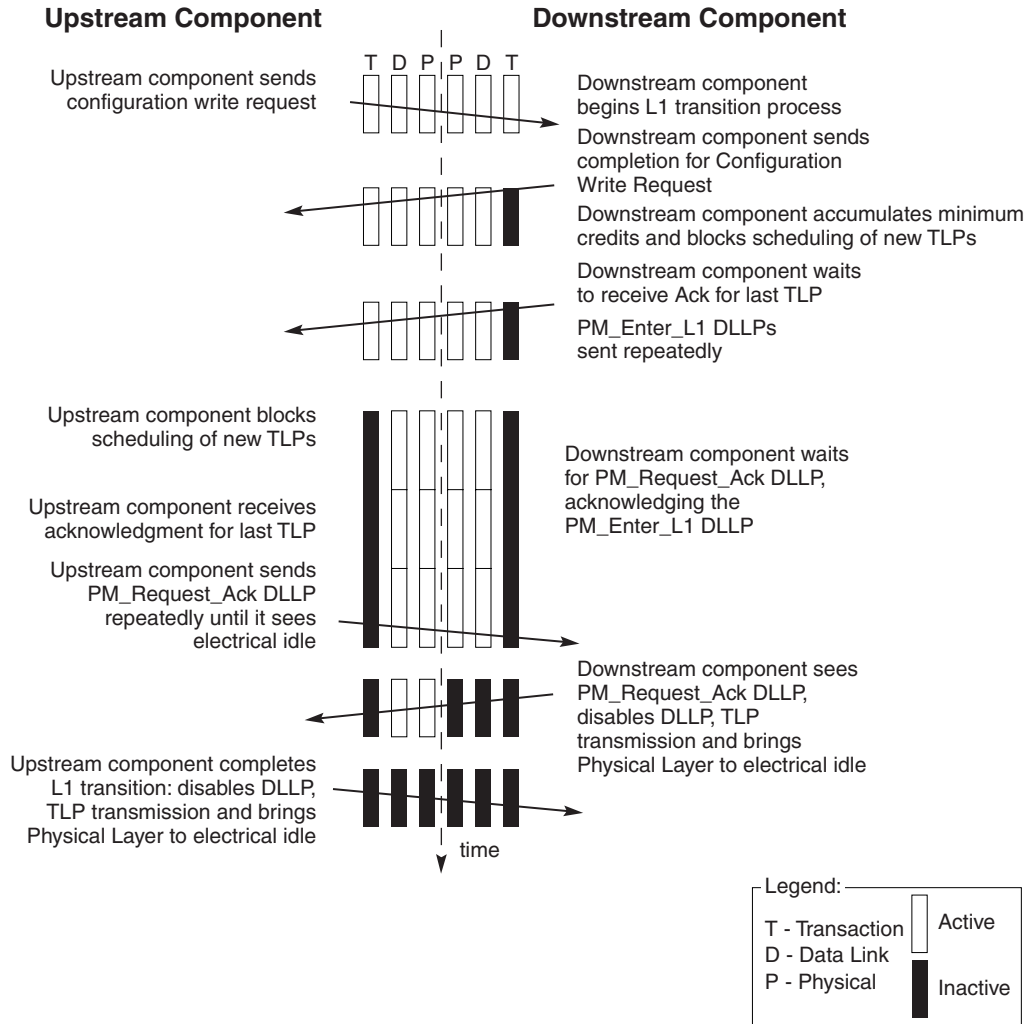 Upstream Component
Downstream Component
T D P P D T
Upstream component sends
configuration write request
Downstream component
begins L1 transition process
Downstream component sends
completion for Configuration
Write Request
Downstream component accumulates minimum
credits and blocks scheduling of new TLPs
Downstream component waits
to receive Ack for last TLP
PM_Enter_L1 DLLPs
sent repeatedly
Upstream component blocks
scheduling of new TLPs
Downstream component waits
for PM_Request_Ack DLLP,
acknowledging the
PM_Enter_L1 DLLP
Upstream component receives
acknowledgment for last TLP
Upstream component sends
PM_Request_Ack DLLP
repeatedly until it sees
electrical idle
Downstream component sees
PM_Request_Ack DLLP,
disables DLLP, TLP
transmission and brings
Physical Layer to electrical idle
Upstream component completes
L1 transition: disables DLLP,
TLP transmission and brings
Physical Layer to electrical idle
time
Legend:
T - Transaction
D - Data Link
P - Physical
Active
Inactive